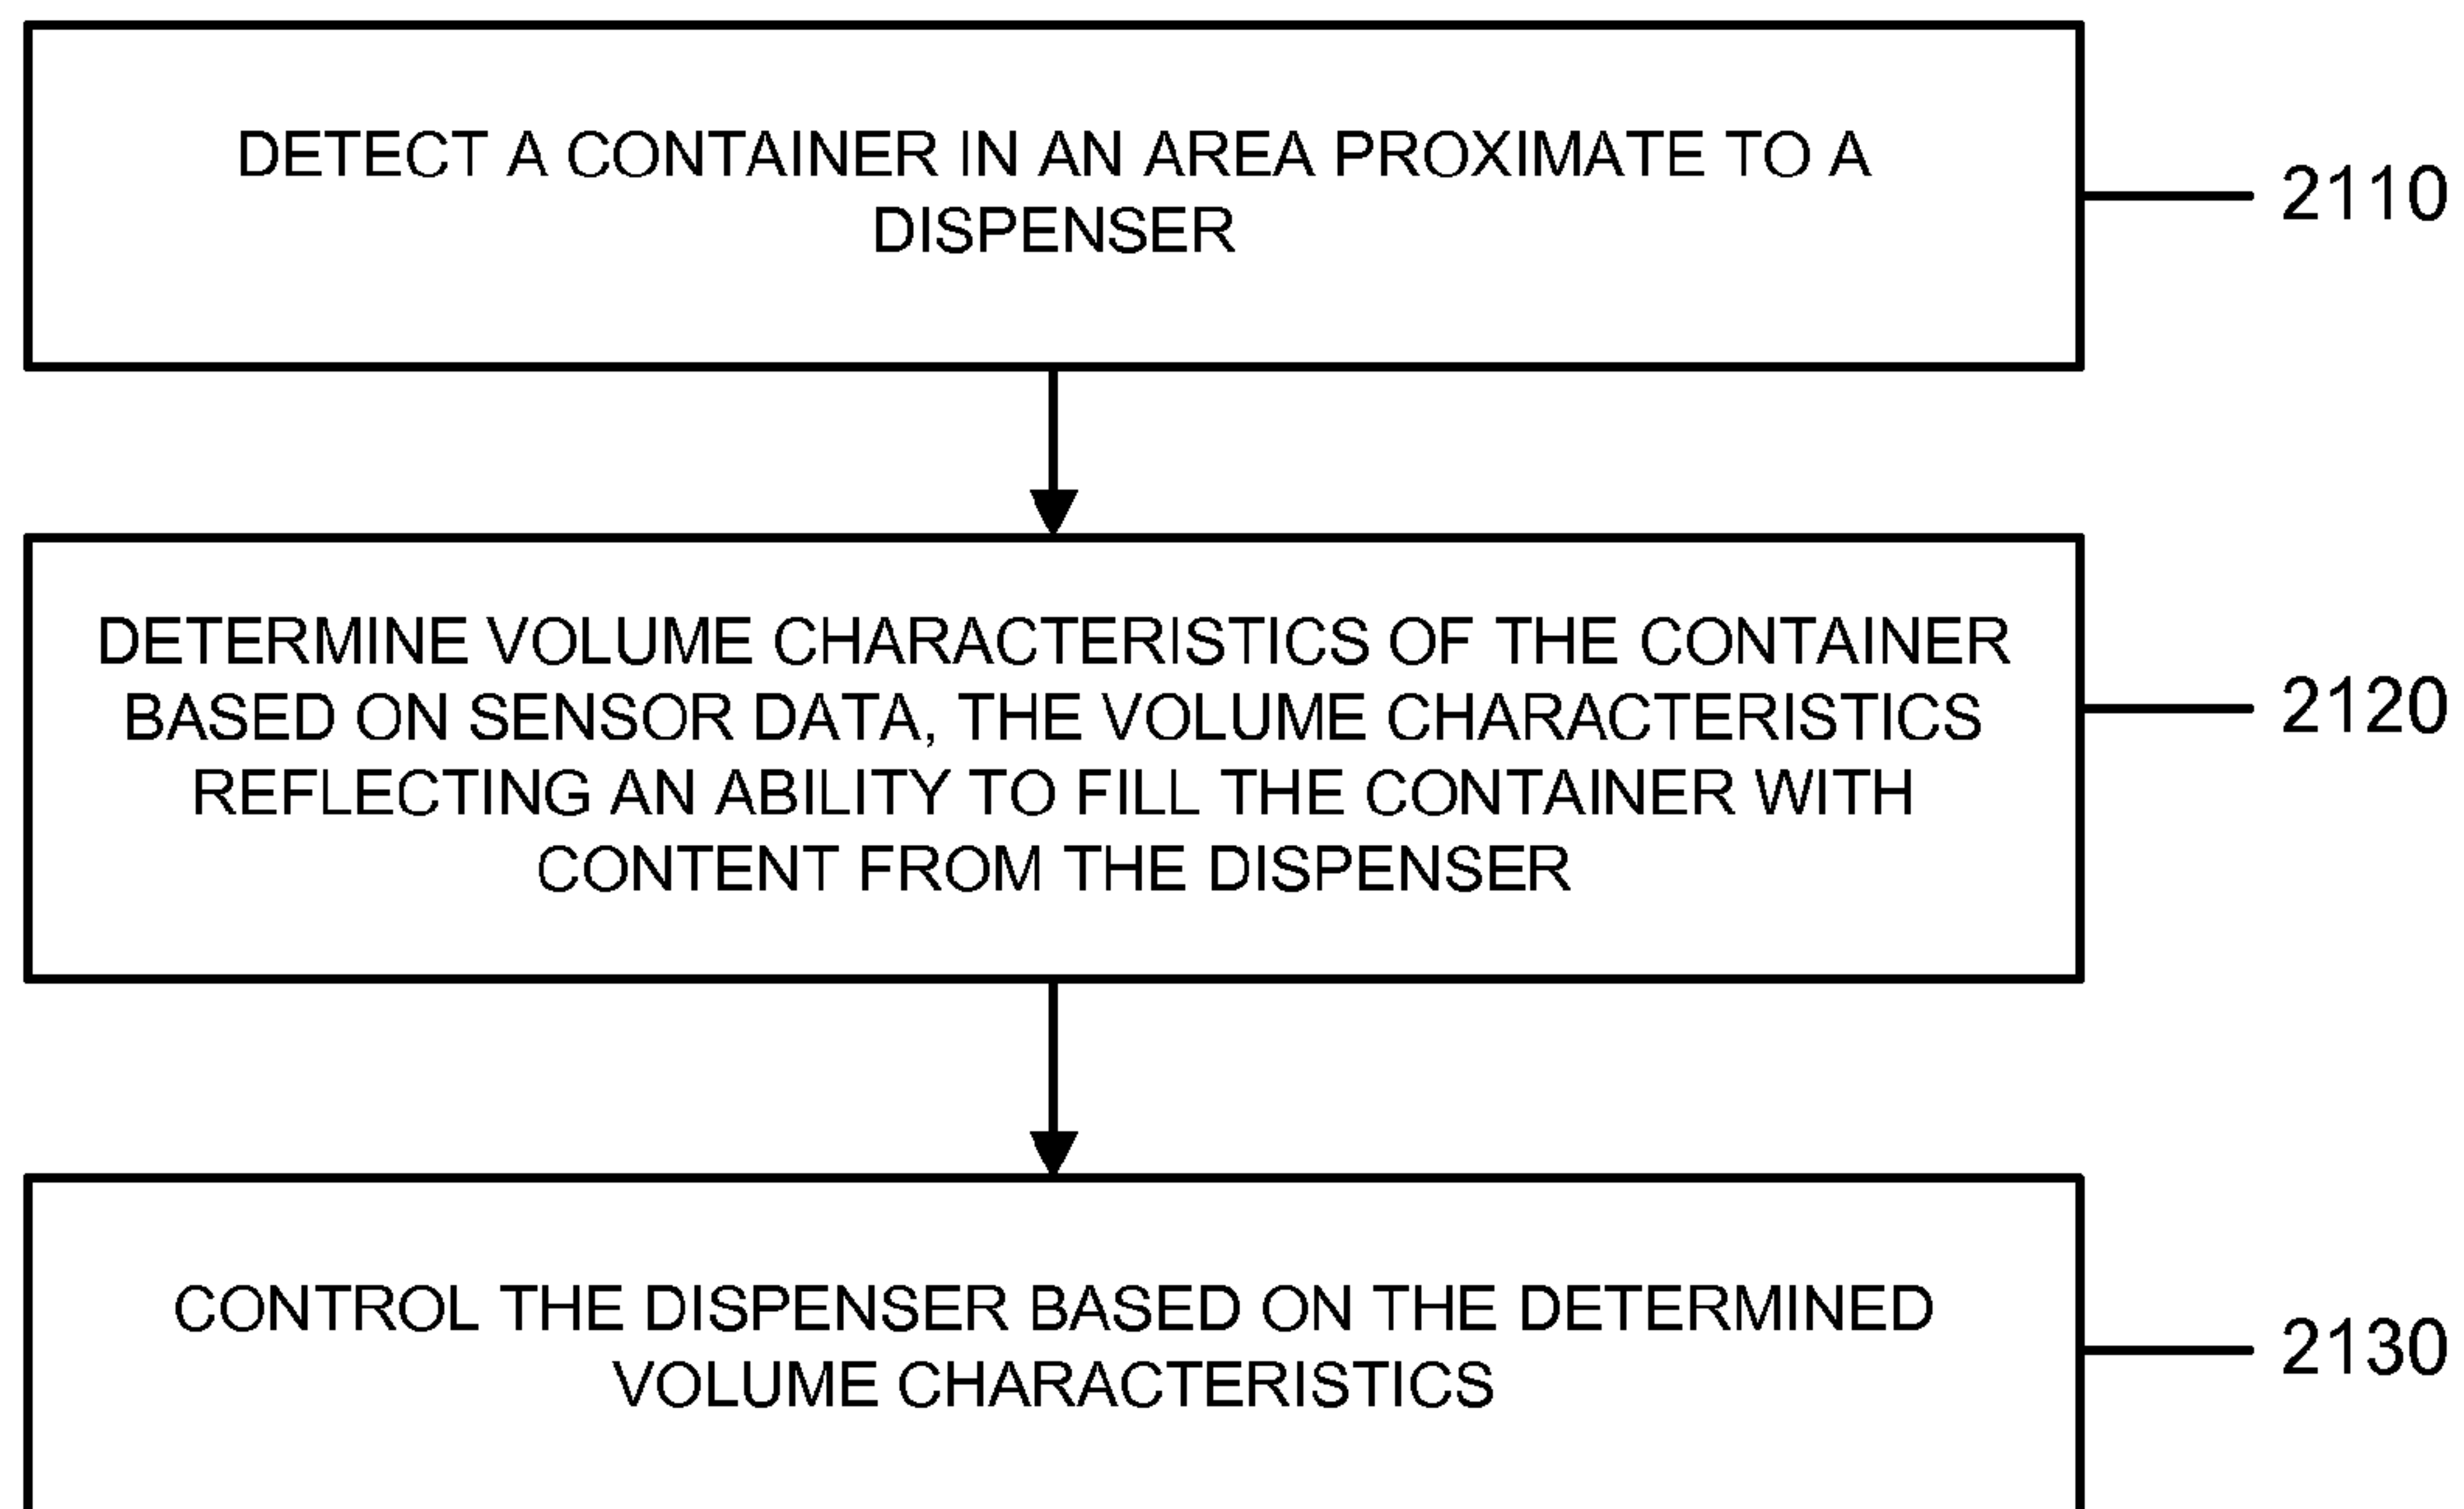 DETECT A CONTAINER IN AN AREA PROXIMATE TO A
DISPENSER
2110
DETERMINE VOLUME CHARACTERISTICS OF THE CONTAINER
BASED ON SENSOR DATA, THE VOLUME CHARACTERISTICS
REFLECTING AN ABILITY TO FILL THE CONTAINER WITH
CONTENT FROM THE DISPENSER
2120
CONTROL THE DISPENSER BASED ON THE DETERMINED
VOLUME CHARACTERISTICS
2130